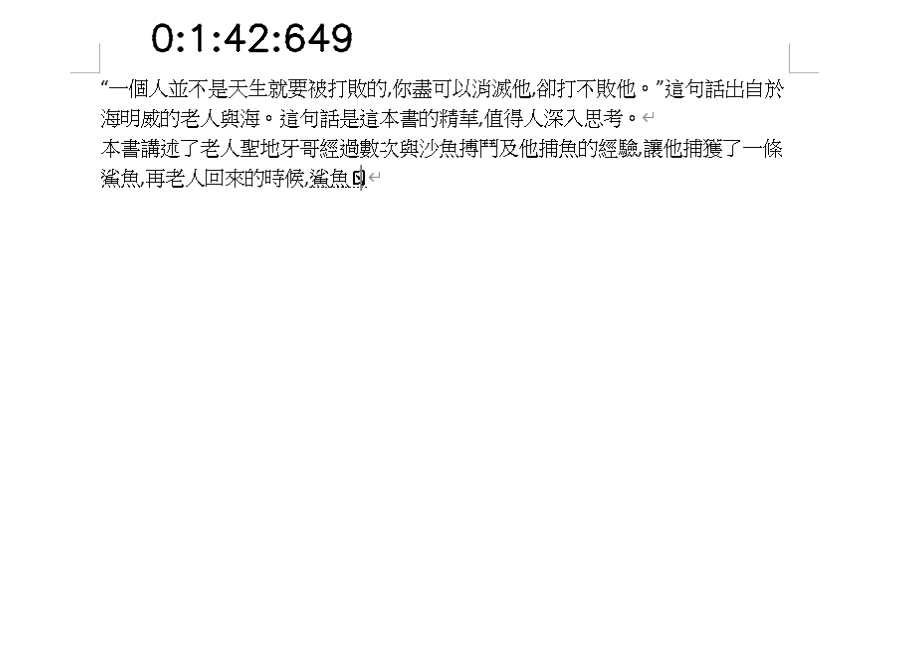 0:1:42:649
“一個人並不是天生就要被打敗的,你盡可以消滅他,卻打不敗他。”這句話出自於
海明威的老人與海。這句話是這本書的精華,值得人深入思考。
本書講述了老人聖地牙哥經過數次與沙魚搏鬥及他捕魚的經驗,讓他捕獲了一條
鯊魚,再老人回來的時候,鯊魚